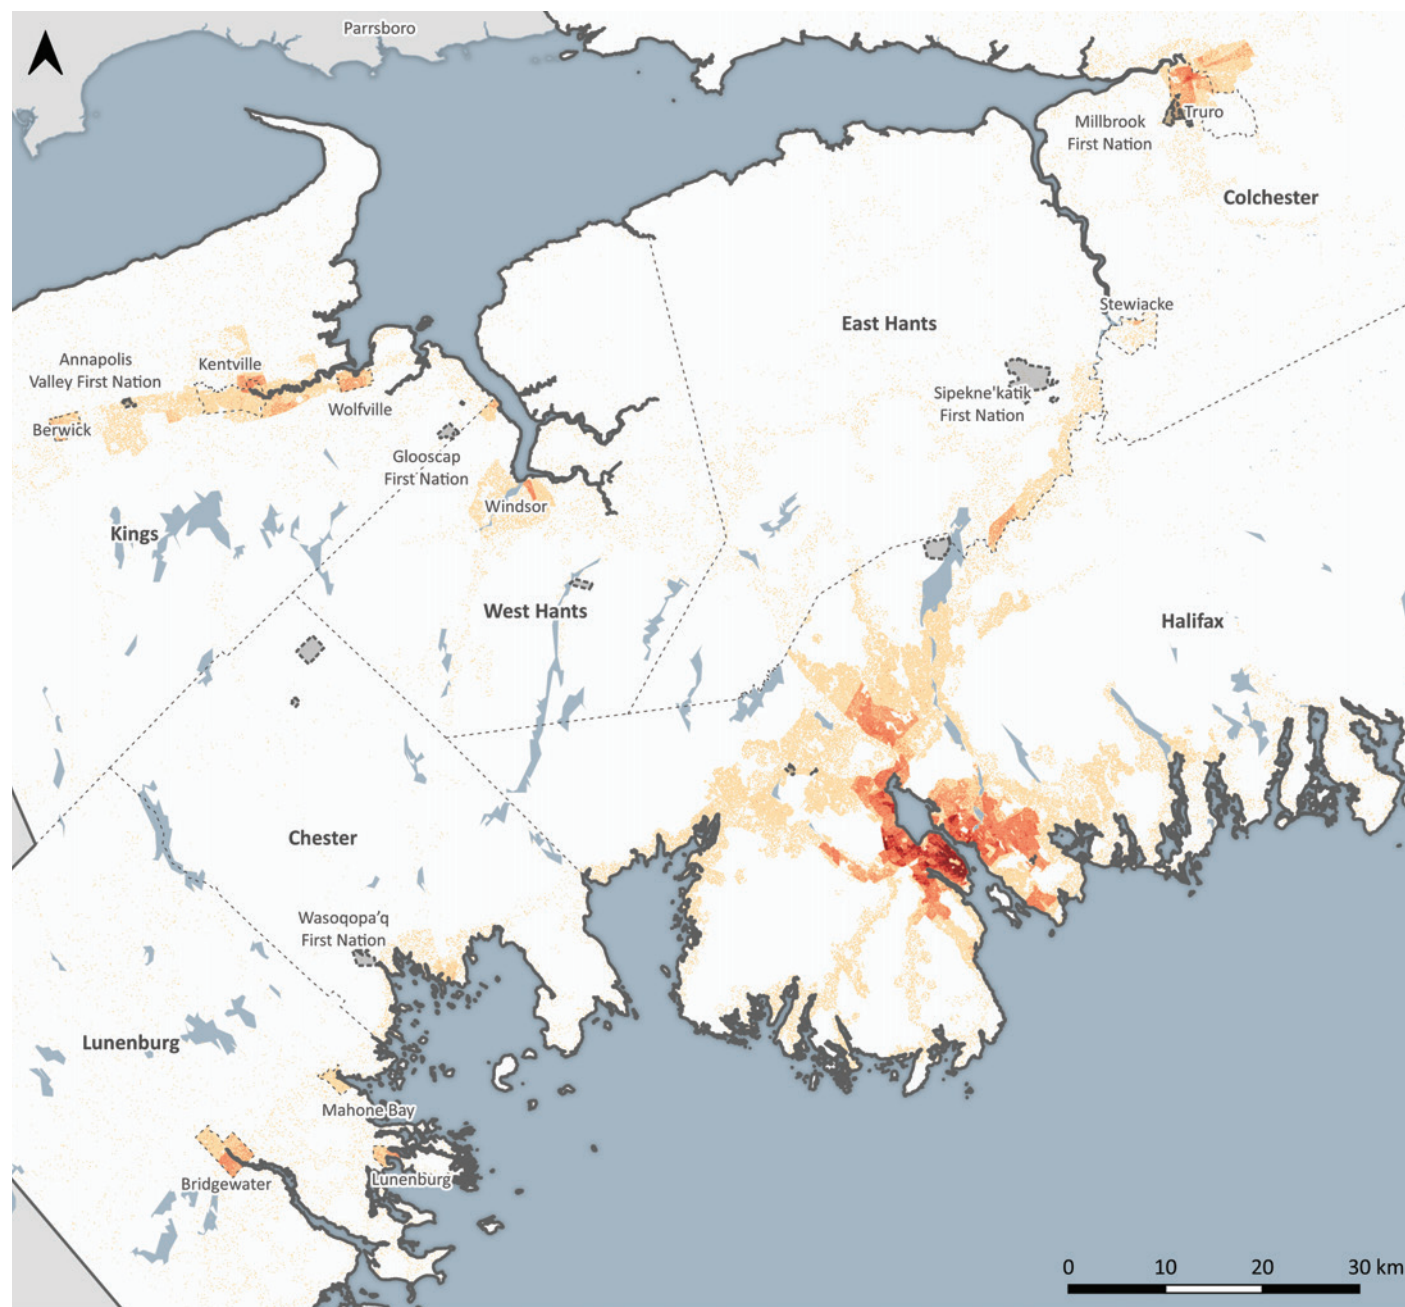 Parrsboro
Millbrook
First Nation
Truro
Colchester
Stewiacke
East Hants
Annapolis
Valley First Nation
Kentville
Sipekne'katik
First Nation
Berwick
Wolfville
Glooscap
First Nation
Windsor
Kings
West Hants
Halifax
Chester
Wasoqopa’q
First Nation
Lunenburg
Mahone Bay
Bridgewater
Lunenburg
0 10 20 30 km